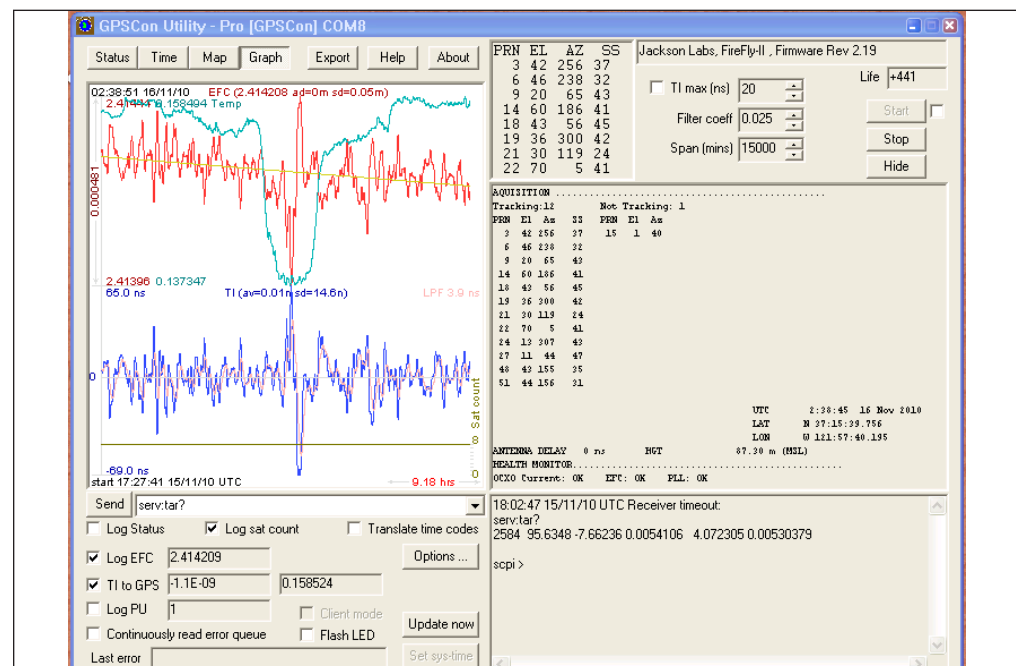 GPSCon Utility - Pro [GPSCon] COM8
Status Time Map Graph Export Help About
02:38:51 16/11/10 EFC (2.414208 ad=0m sd=0.05m)
2.41444 0.158494 Temp
0.000481
2.41396 0.137347
65.0 ns TI (av=0.01n sd=14.6n) LPF 3.9 ns
0
Sat count
8
-69.0 ns 0
start 17:27:41 15/11/10 UTC 9.18 hrs
PRN EL AZ SS
3 42 256 37
6 46 238 32
9 20 65 43
14 60 186 41
18 43 56 45
19 36 300 42
21 30 119 24
22 70 5 41
Jackson Labs, FireFly-II , Firmware Rev 2.19
TI max (ns) 20
Filter coeff 0.025
Span (mins) 15000
Life +441
Start
Stop
Hide
AQUISITION ......................................................
Tracking:12 Not Tracking: 1
PRN El Az SS PRN El Az
3 42 256 37 15 1 40
6 46 238 32
9 20 65 43
14 60 186 41
18 43 56 45
19 36 300 42
21 30 119 24
22 70 5 41
24 13 307 43
27 11 44 47
48 43 155 35
51 44 156 31
UTC 2:38:45 16 Nov 2010
LAT N 37:15:39.756
LON W 121:57:40.195
ANTENNA DELAY 0 ns HGT 87.30 m (MSL)
HEALTH MONITOR......................................................
OCXO Current: OK EFC: OK PLL: OK
Send serv:tar?
Log Status Log sat count Translate time codes
Log EFC 2.414209 Options ...
TI to GPS -1.1E-09 0.158524
Log PU 1 Client mode Update now
Continuously read error queue Flash LED
Last error Set sys-time
18:02:47 15/11/10 UTC Receiver timeout:
serv:tar?
2584 95.6348 -7.66236 0.0054106 4.072305 0.00530379
scpi >